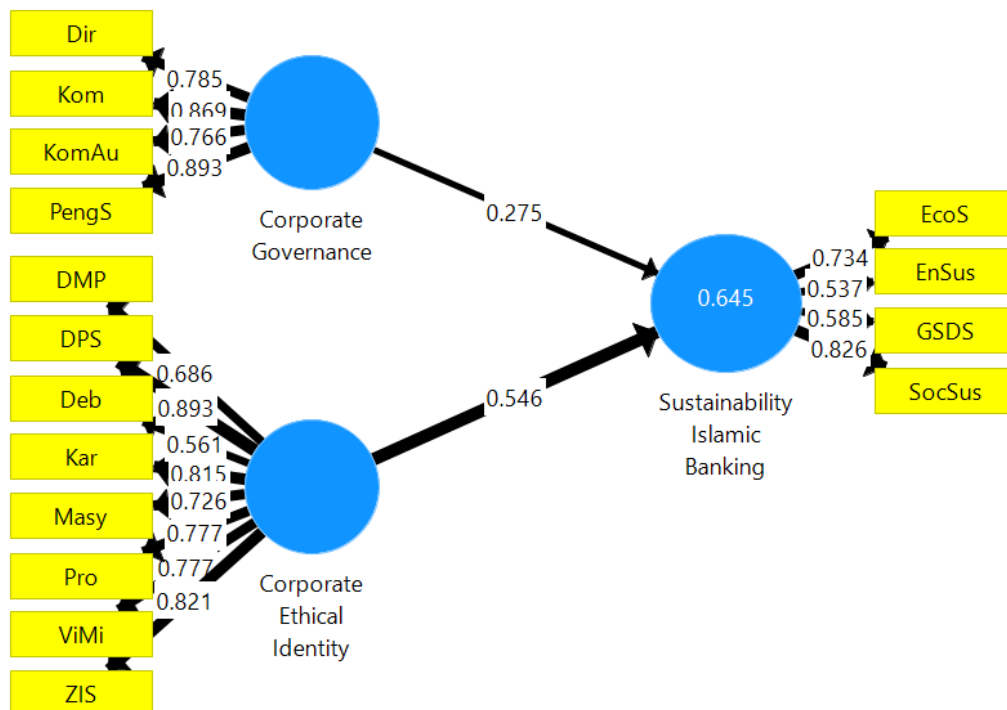 Dir
Kom
KomAu
PengS
0.785
0.869
0.766
0.893
Corporate
Governance
0.275
DMP
DPS
Deb
Kar
Masy
Pro
ViMi
ZIS
0.686
0.893
0.561
0.815
0.726
0.777
0.777
0.821
Corporate
Ethical
Identity
0.546
0.645
Sustainability
Islamic
Banking
0.734
0.537
0.585
0.826
EcoS
EnSus
GSDS
SocSus